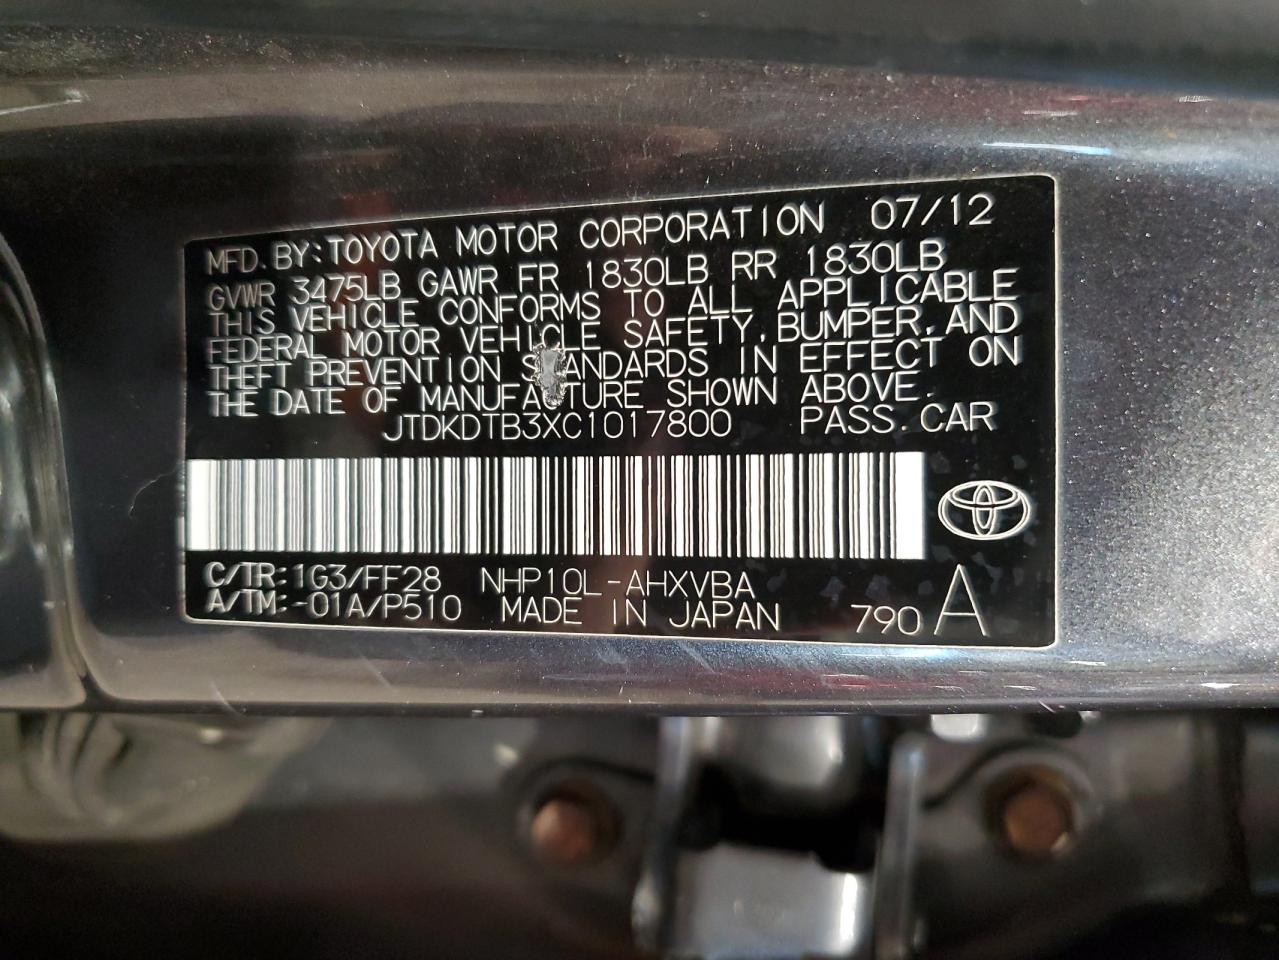 MFD. BY: TOYOTA MOTOR CORPORATION 07/12
GVWR 3475LB GAWR FR 1830LB RR 1830LB
THIS VEHICLE CONFORMS TO ALL APPLICABLE
FEDERAL MOTOR VEHICLE SAFETY, BUMPER, AND
THEFT PREVENTION STANDARDS IN EFFECT ON
THE DATE OF MANUFACTURE SHOWN ABOVE.
JTDKDTB3XC1017800 PASS. CAR
C/TR: 1G3/FF28 NHP10L-AHXVBA
A/TM: -01A/P510 MADE IN JAPAN 790 A